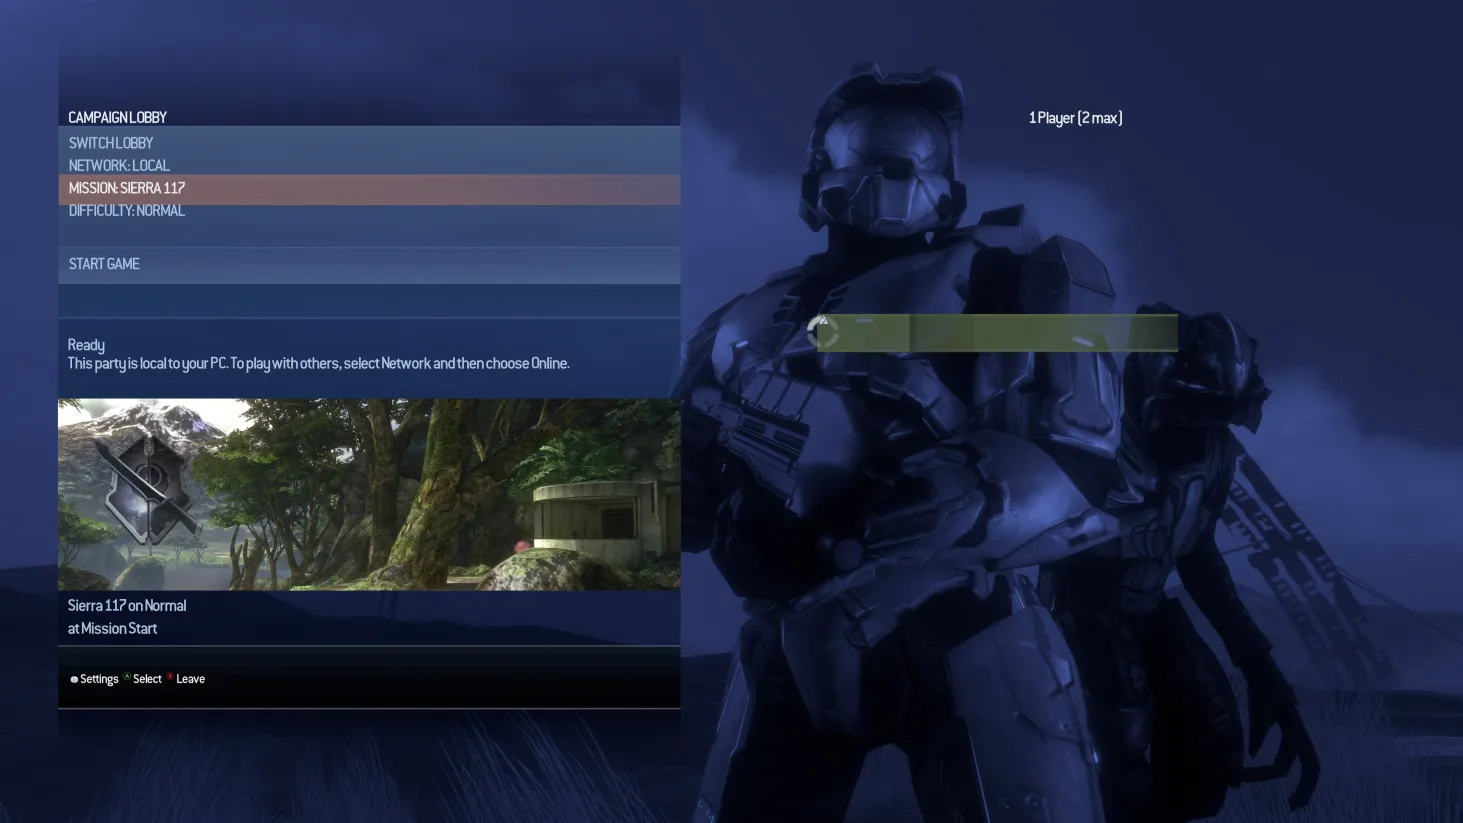 CAMPAIGN LOBBY
1 Player (2 max)
SWITCH LOBBY
NETWORK: LOCAL
MISSION: SIERRA 117
DIFFICULTY: NORMAL
START GAME
Ready
This party is local to your PC. To play with others, select Network and then choose Online.
Sierra 117 on Normal
at Mission Start
Settings A Select B Leave